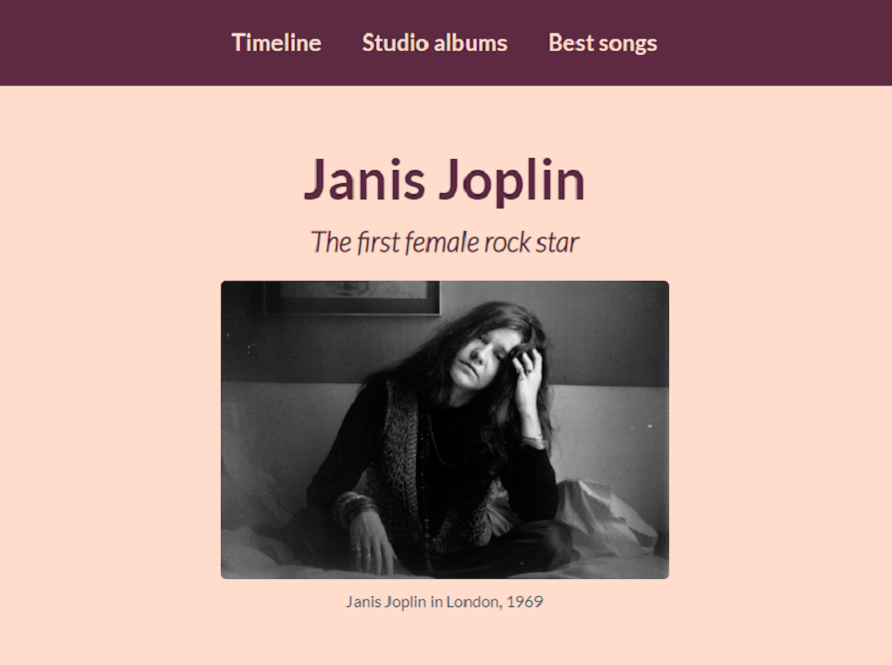 Timeline Studio albums Best songs
Janis Joplin
The first female rock star
Janis Joplin in London, 1969